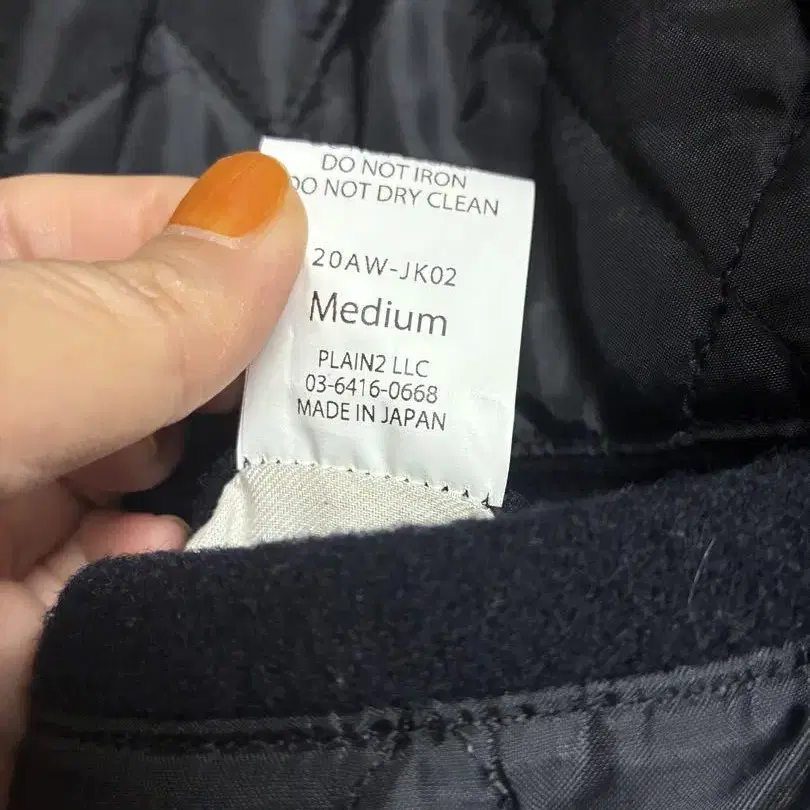 DO NOT IRON
DO NOT DRY CLEAN
20AW-JK02
Medium
PLAIN2 LLC
03-6416-0668
MADE IN JAPAN